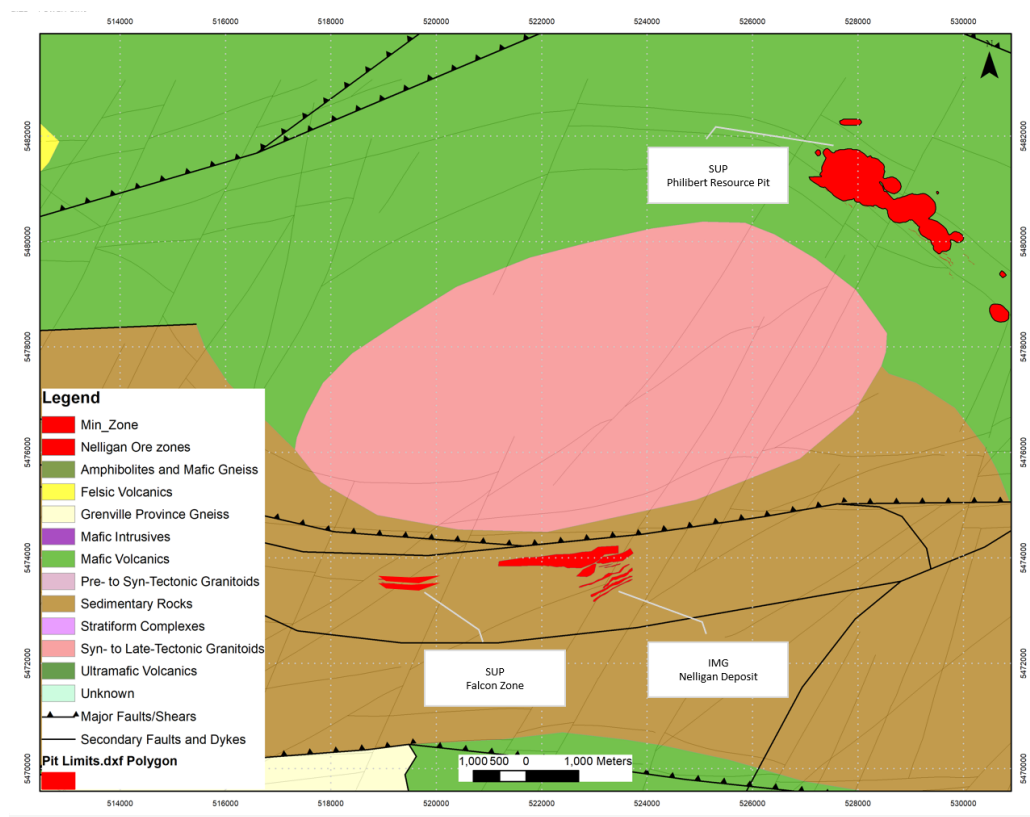 514000 516000 518000 520000 522000 524000 526000 528000 530000
N
5482000 5482000
SUP
Philibert Resource Pit
5480000 5480000
5478000 5478000
Legend
Min_Zone
Nelligan Ore zones
Amphibolites and Mafic Gneiss
Felsic Volcanics
Grenville Province Gneiss
Mafic Intrusives
Mafic Volcanics
Pre- to Syn-Tectonic Granitoids
Sedimentary Rocks
Stratiform Complexes
Syn- to Late-Tectonic Granitoids
Ultramafic Volcanics
Unknown
Major Faults/Shears
Secondary Faults and Dykes
Pit Limits.dxf Polygon
5476000 5476000
5474000 5474000
SUP
Falcon Zone
IMG
Nelligan Deposit
5472000 5472000
1,000 500 0 1,000 Meters
5470000 5470000
514000 516000 518000 520000 522000 524000 526000 528000 530000